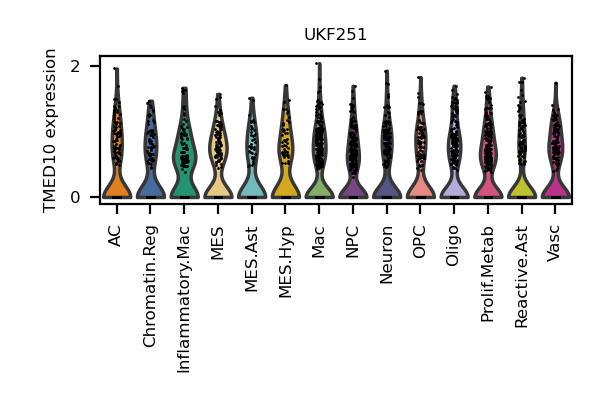 UKF251
TMED10 expression
2
0
AC
Chromatin.Reg
Inflammatory.Mac
MES
MES.Ast
MES.Hyp
Mac
NPC
Neuron
OPC
Oligo
Prolif.Metab
Reactive.Ast
Vasc